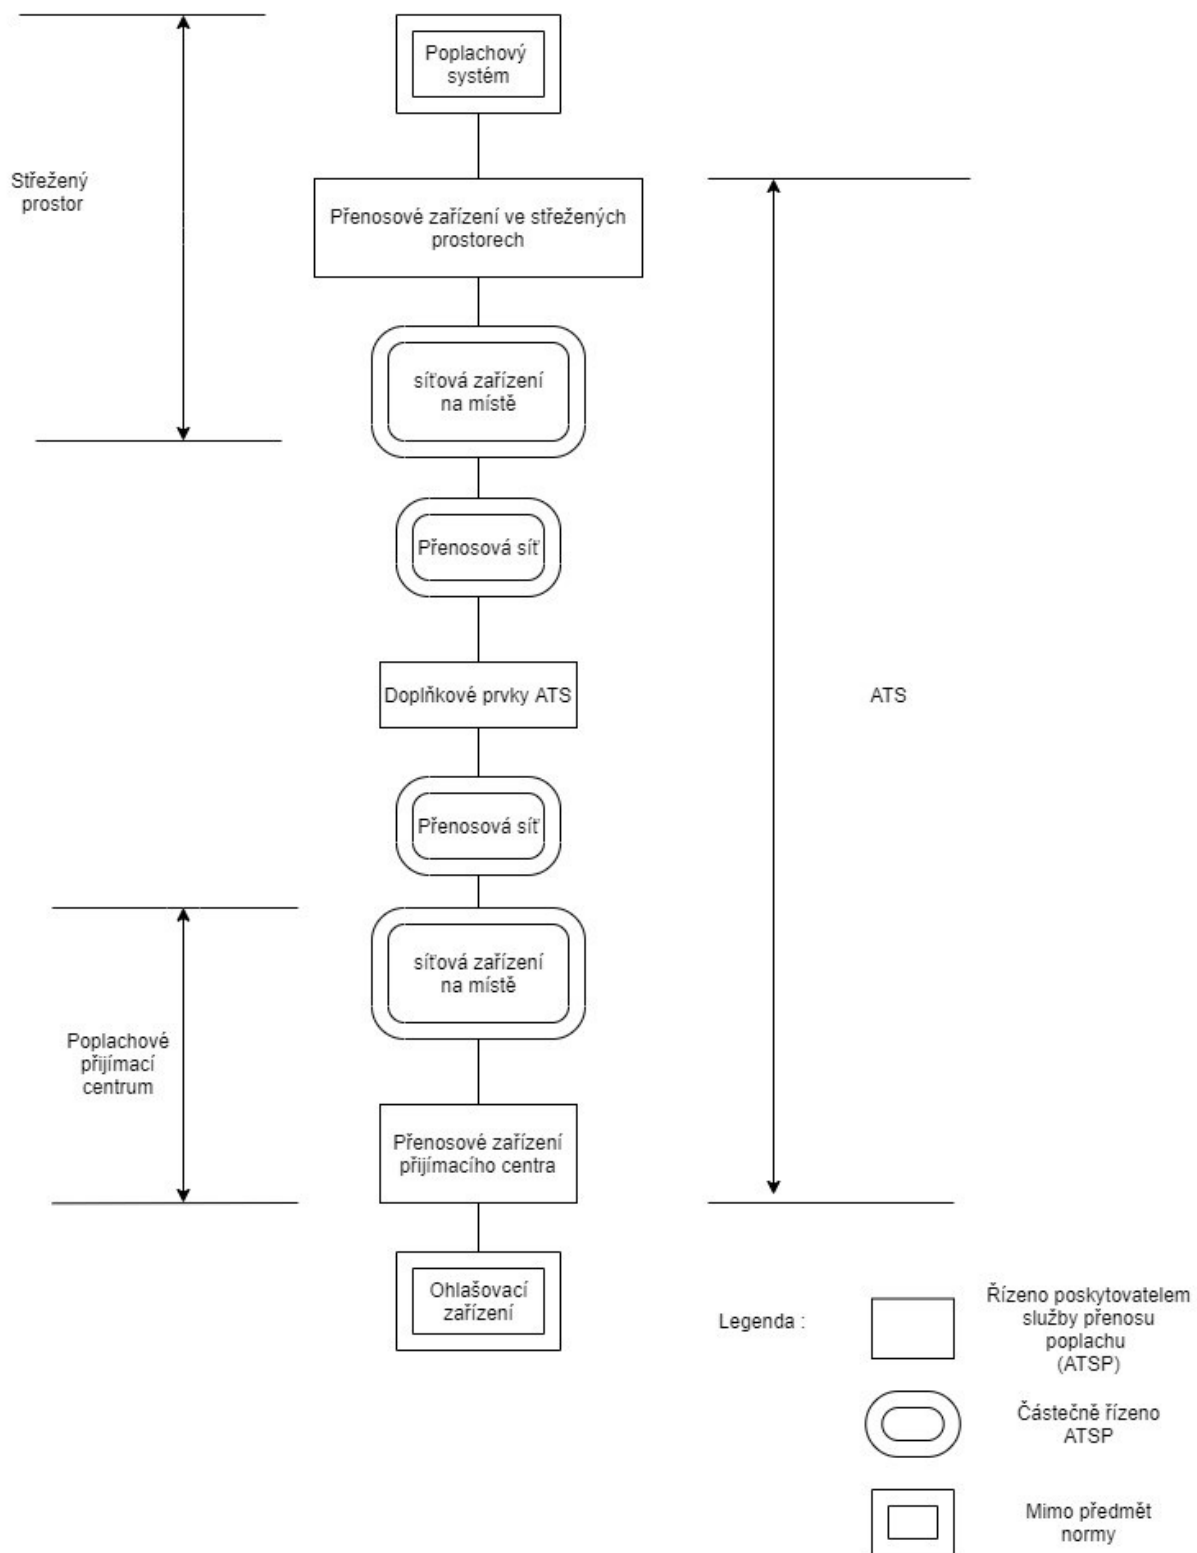 Poplachový
systém
Střežený
prostor
Přenosové zařízení ve střežených
prostorech
síťová zařízení
na místě
Přenosová síť
Doplňkové prvky ATS
ATS
Přenosová síť
síťová zařízení
na místě
Poplachové
přijímací
centrum
Přenosové zařízení
přijímacího centra
Ohlašovací
zařízení
Legenda :
Řízeno poskytovatelem
služby přenosu
poplachu
(ATSP)
Částečně řízeno
ATSP
Mimo předmět
normy